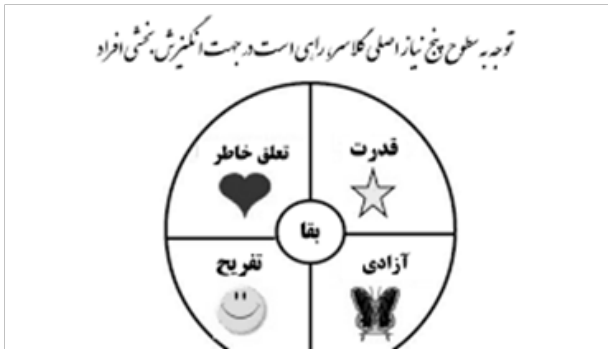 توجه به سطوح پنج نیاز اصلی گلاسر، راهی است در جهت انگیزش بخشی افراد
تعلق خاطر
قدرت
بقا
تفریح
آزادی